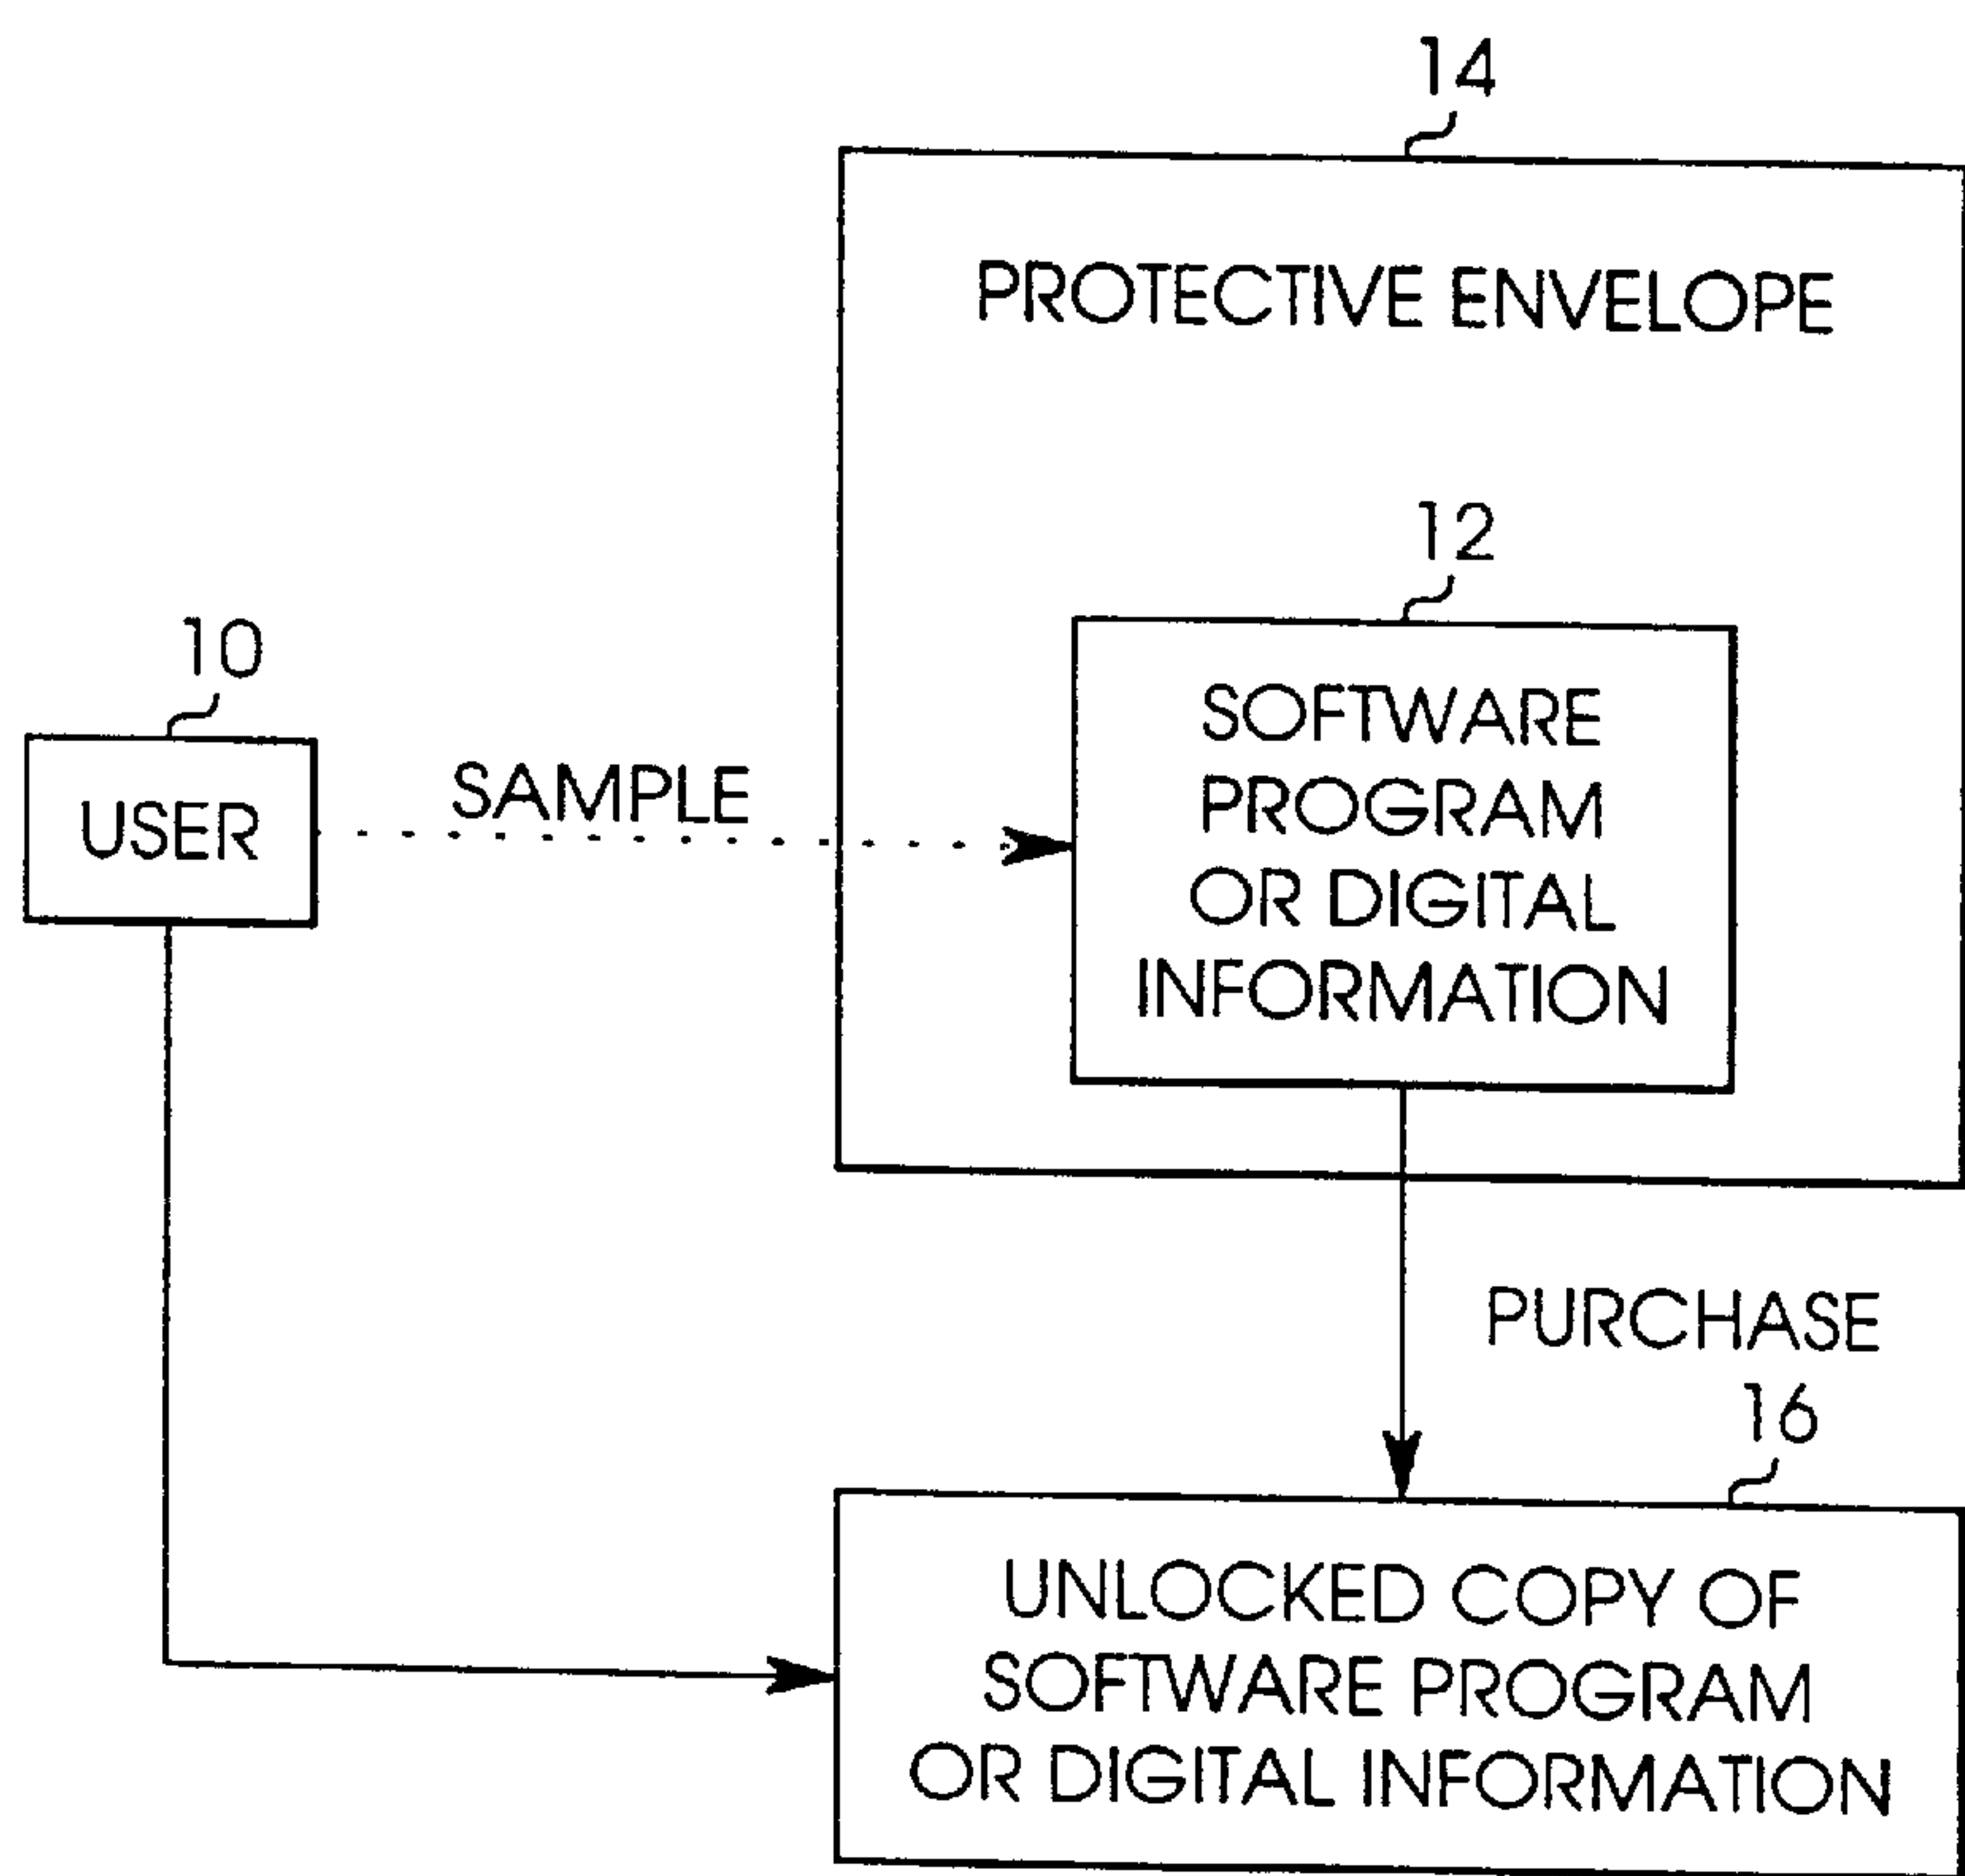 14
PROTECTIVE ENVELOPE
12
SOFTWARE
PROGRAM
OR DIGITAL
INFORMATION
10
USER
SAMPLE
PURCHASE
16
UNLOCKED COPY OF
SOFTWARE PROGRAM
OR DIGITAL INFORMATION